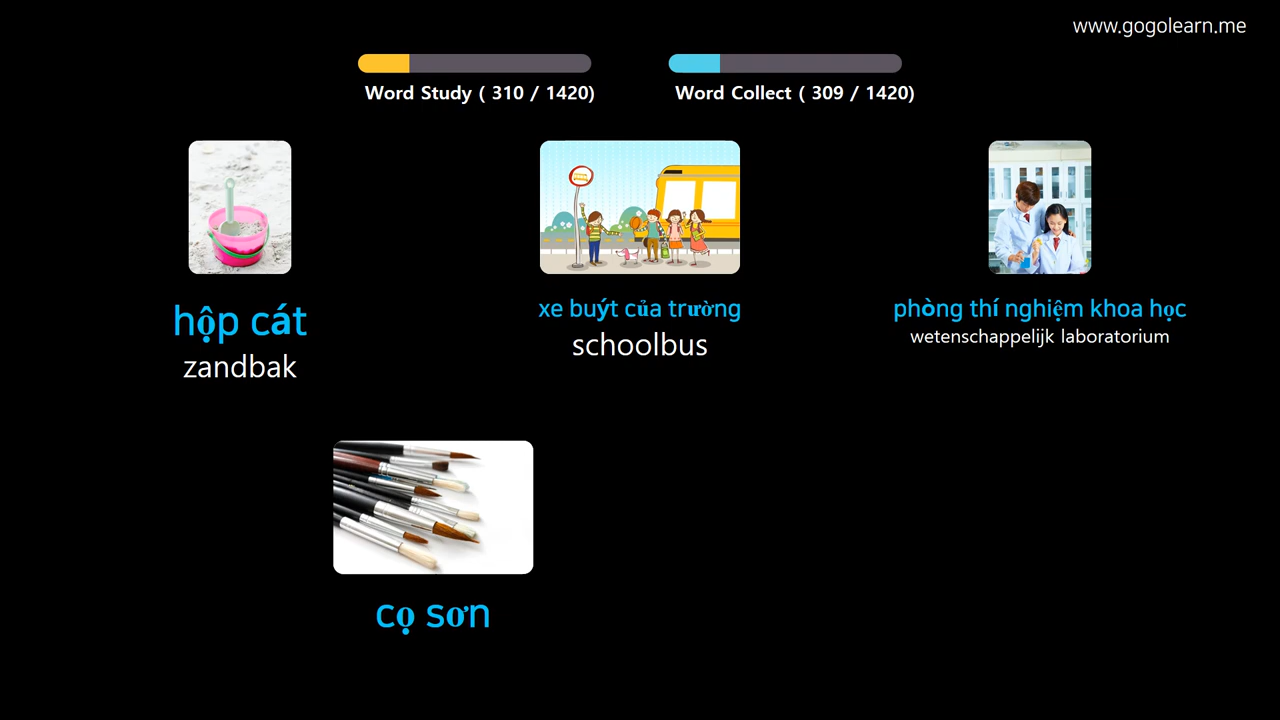 www.gogolearn.me
Word Study ( 310 / 1420)
Word Collect ( 309 / 1420)
hộp cát
zandbak
xe buýt của trường
schoolbus
phòng thí nghiệm khoa học
wetenschappelijk laboratorium
cọ sơn